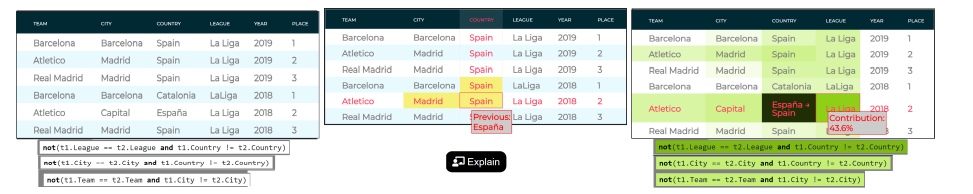 TEAM CITY COUNTRY LEAGUE YEAR PLACE
Barcelona Barcelona Spain La Liga 2019 1
Atletico Madrid Spain La Liga 2019 2
Real Madrid Madrid Spain La Liga 2019 3
Barcelona Barcelona Catalonia LaLiga 2018 1
Atletico Capital España La Liga 2018 2
Real Madrid Madrid Spain La Liga 2018 3
not(t1.League == t2.League and t1.Country != t2.Country)
not(t1.City == t2.City and t1.Country != t2.Country)
not(t1.Team == t2.Team and t1.City != t2.City)
TEAM CITY COUNTRY LEAGUE YEAR PLACE
Barcelona Barcelona Spain La Liga 2019 1
Atletico Madrid Spain La Liga 2019 2
Real Madrid Madrid Spain La Liga 2019 3
Barcelona Barcelona Spain LaLiga 2018 1
Atletico Madrid Spain La Liga 2018 2
Real Madrid Madrid Spain La Liga 2018 3
Previous:
España
Explain
TEAM CITY COUNTRY LEAGUE YEAR PLACE
Barcelona Barcelona Spain La Liga 2019 1
Atletico Madrid Spain La Liga 2019 2
Real Madrid Madrid Spain La Liga 2019 3
Barcelona Barcelona Catalonia LaLiga 2018 1
Atletico Capital España → La Liga 2018 2
Spain
Contribution:
43,6%
Real Madrid Madrid Spain La Liga 2018 3
not(t1.League == t2.League and t1.Country != t2.Country)
not(t1.City == t2.City and t1.Country != t2.Country)
not(t1.Team == t2.Team and t1.City != t2.City)